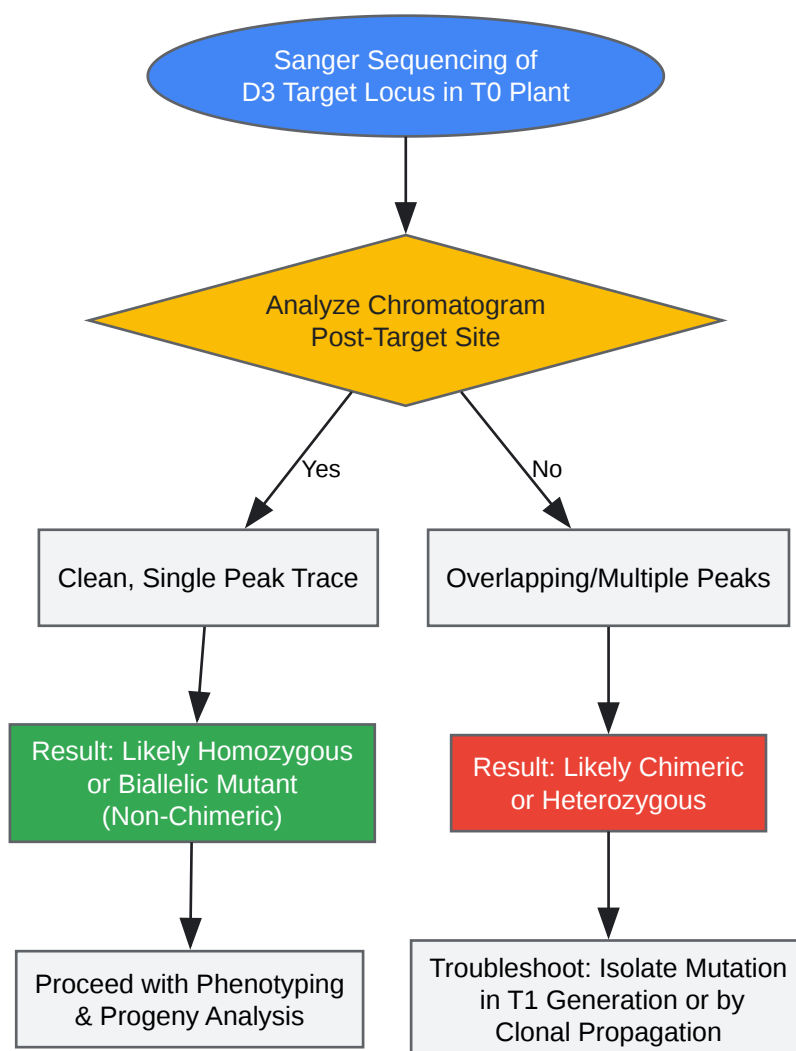 Sanger Sequencing of
D3 Target Locus in T0 Plant
Analyze Chromatogram
Post-Target Site
Yes
No
Clean, Single Peak Trace
Overlapping/Multiple Peaks
Result: Likely Homozygous
or Biallelic Mutant
(Non-Chimeric)
Result: Likely Chimeric
or Heterozygous
Proceed with Phenotyping
& Progeny Analysis
Troubleshoot: Isolate Mutation
in T1 Generation or by
Clonal Propagation